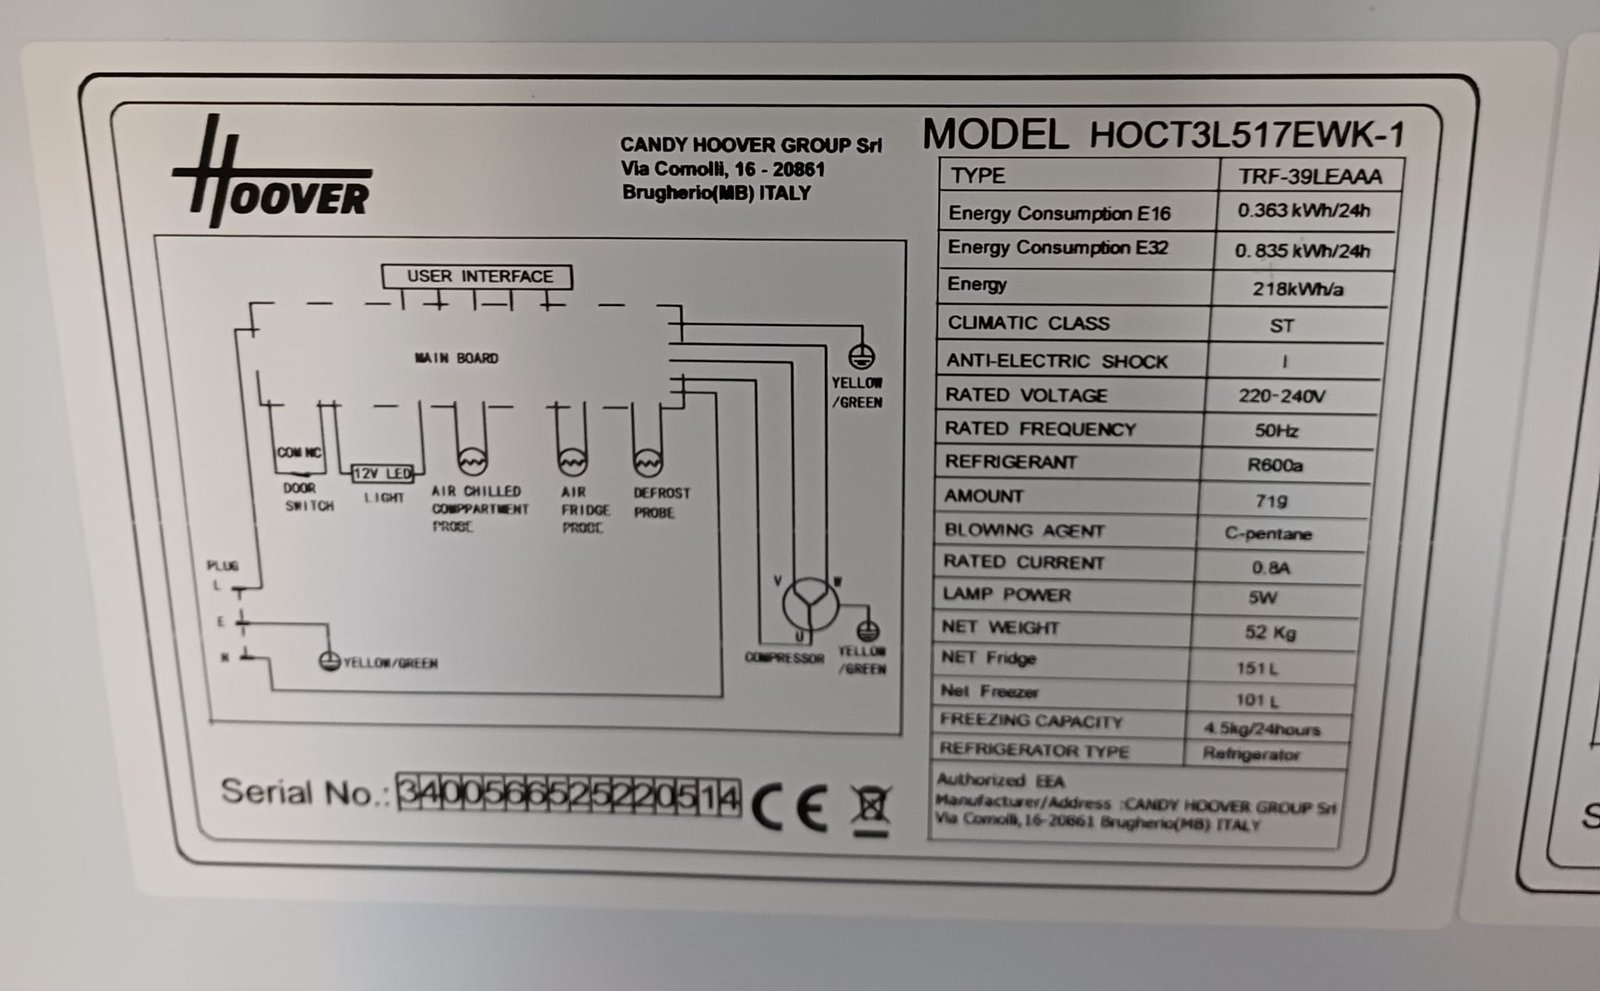 HOOVER
CANDY HOOVER GROUP Srl
Via Comolli, 16 - 20861
Brugherio(MB) ITALY
USER INTERFACE
MAIN BOARD
YELLOW
/GREEN
COM NC
DOOR
SWITCH
12V LED
LIGHT
AIR CHILLED
COMPPARTMENT
PROBE
AIR
FRIDGE
PROBE
DEFROST
PROBE
PLUG
L
E
N
YELLOW/GREEN
V W
U
COMPRESSOR
YELLOW
/GREEN
Serial No.: 3400566525220514 CE
MODEL HOCT3L517EWK-1
TYPE TRF-39LEAAA
Energy Consumption E16 0.363 kWh/24h
Energy Consumption E32 0.835 kWh/24h
Energy 218kWh/a
CLIMATIC CLASS ST
ANTI-ELECTRIC SHOCK I
RATED VOLTAGE 220-240V
RATED FREQUENCY 50Hz
REFRIGERANT R600a
AMOUNT 71g
BLOWING AGENT C-pentane
RATED CURRENT 0.8A
LAMP POWER 5W
NET WEIGHT 52 Kg
NET Fridge 151 L
Net Freezer 101 L
FREEZING CAPACITY 4.5kg/24hours
REFRIGERATOR TYPE Refrigerator
Authorized EEA
Manufacturer/Address :CANDY HOOVER GROUP Srl
Via Comolli,16-20861 Brugherio(MB) ITALY
S